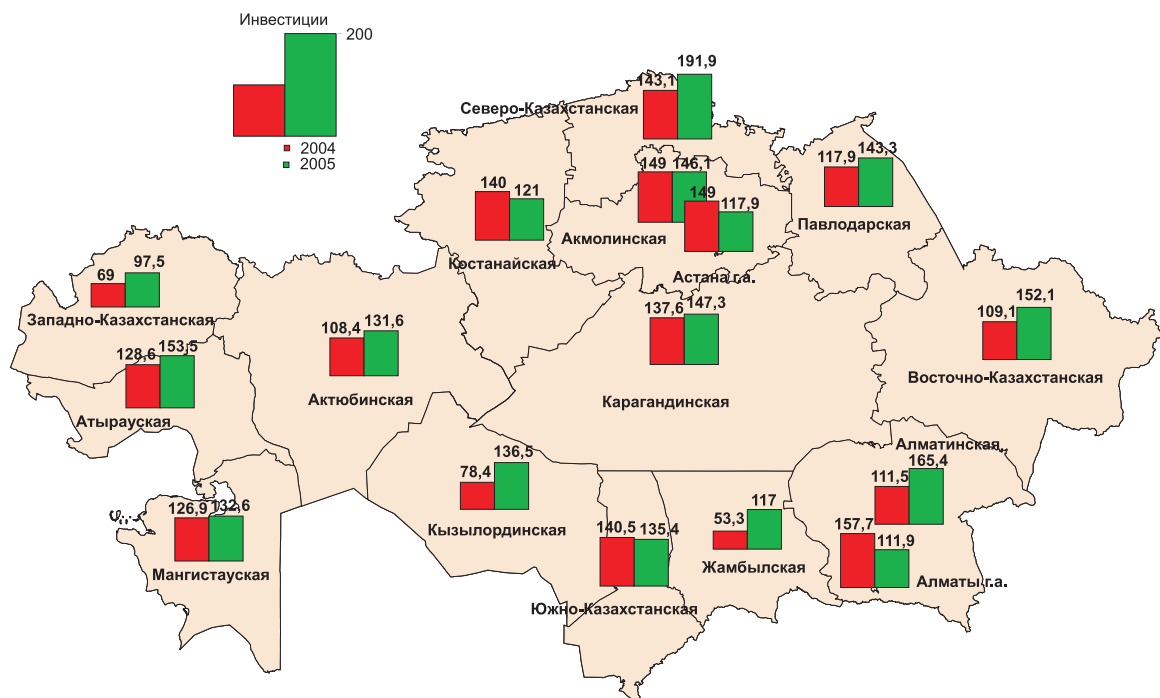 Инвестиции
200
2004
2005
143,1
191,9
Северо-Казахстанская
117,9
143,3
Павлодарская
140
121
Костанайская
149
146,1
Акмолинская
149
117,9
Астана г.а.
69
97,5
Западно-Казахстанская
128,6
153,5
Атырауская
108,4
131,6
Актюбинская
137,6
147,3
Карагандинская
109,1
152,1
Восточно-Казахстанская
Алматинская
111,5
165,4
78,4
136,5
Кызылординская
126,9
132,6
Мангистауская
140,5
135,4
Южно-Казахстанская
53,3
117
Жамбылская
157,7
111,9
Алматы г.а.